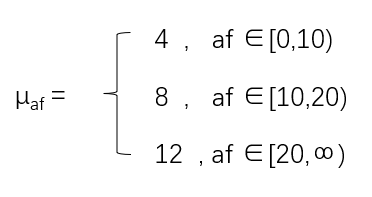 4 , af ∈[0,10)
μaf = 8 , af ∈[10,20)
12 , af ∈[20,∞)